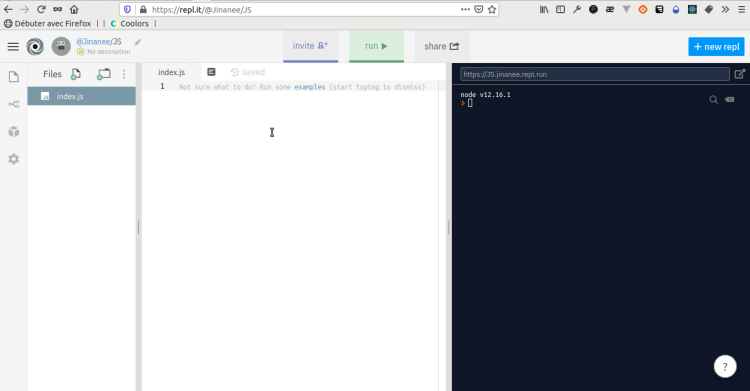 https://repl.it/@Jinanee/JS
Débuter avec Firefox
Coolors
@Jinanee/JS
No description
invite
run
share
+ new repl
Files
index.js
index.js
saved
1 Not sure what to do? Run some examples (start typing to dismiss)
https://JS.jinanee.repl.run
node v12.16.1
?